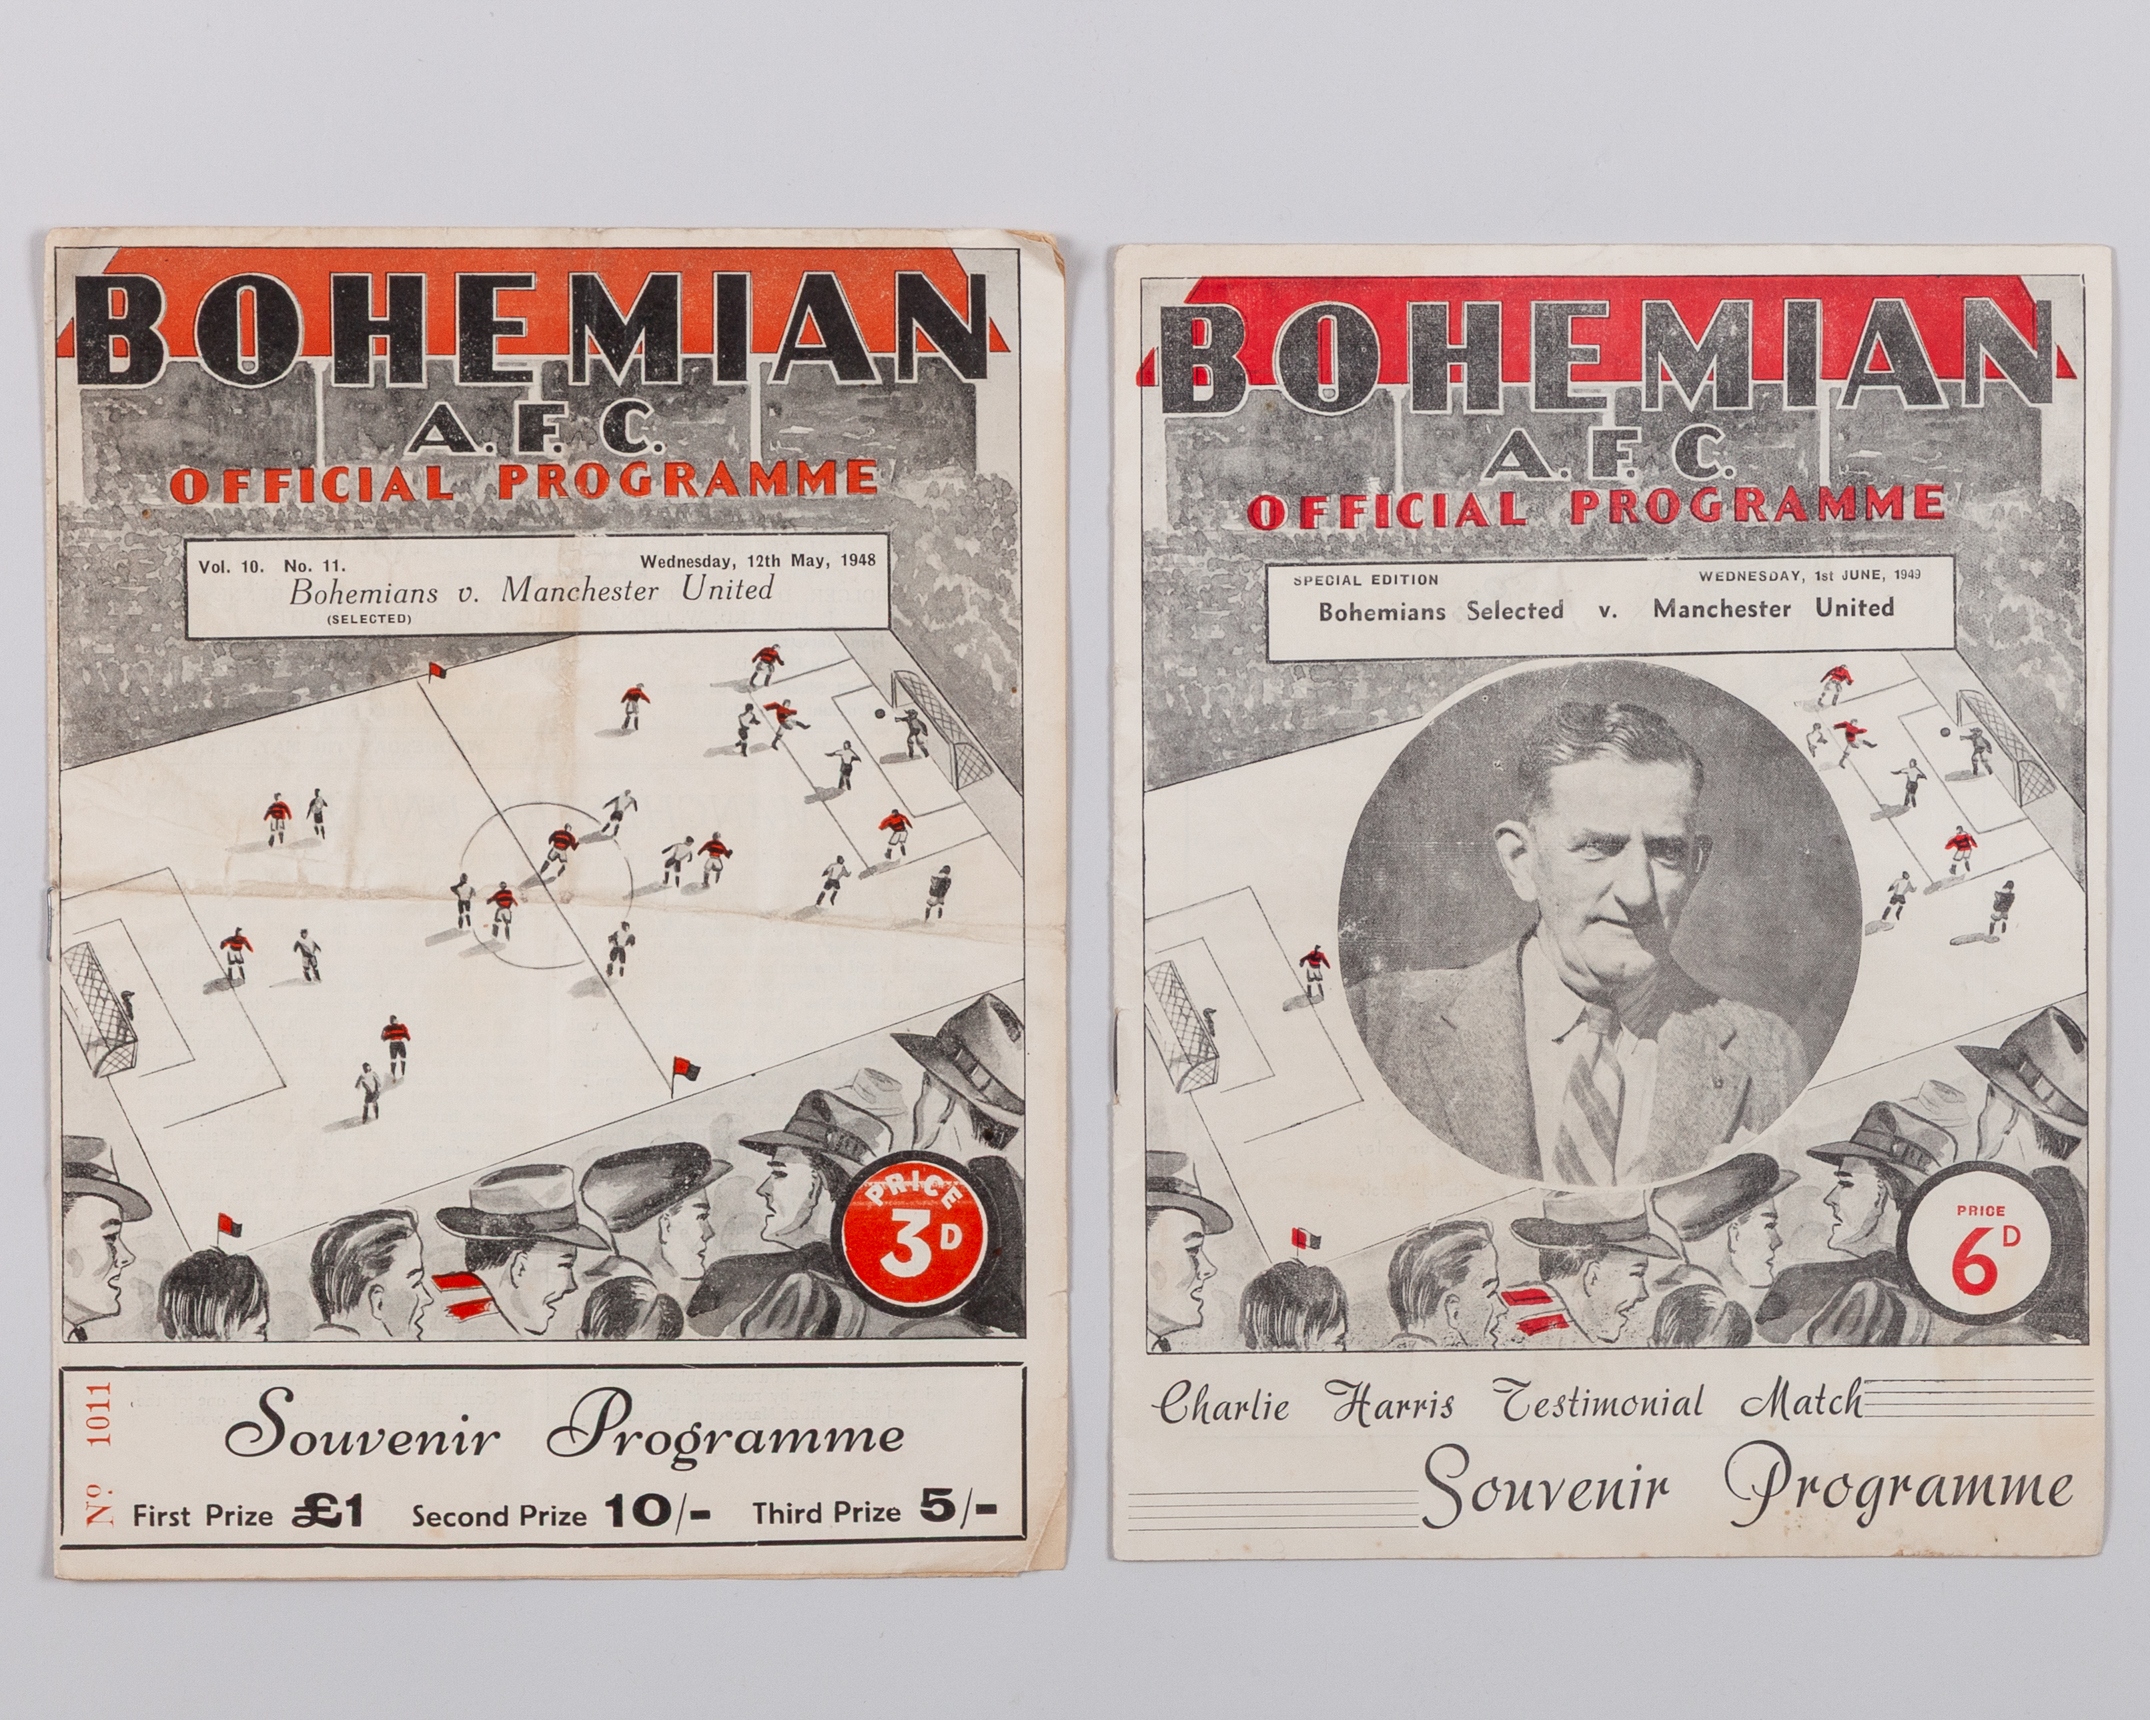 BOHEMIAN
A.F.C.
OFFICIAL PROGRAMME
Vol. 10. No. 11. Wednesday, 12th May, 1948
Bohemians v. Manchester United
(SELECTED)
PRICE
3D
Nº 1011
Souvenir Programme
First Prize £1 Second Prize 10/- Third Prize 5/-
BOHEMIAN
A.F.C.
OFFICIAL PROGRAMME
SPECIAL EDITION WEDNESDAY, 1st JUNE, 1949
Bohemians Selected v. Manchester United
PRICE
6D
Charlie Harris Testimonial Match
Souvenir Programme